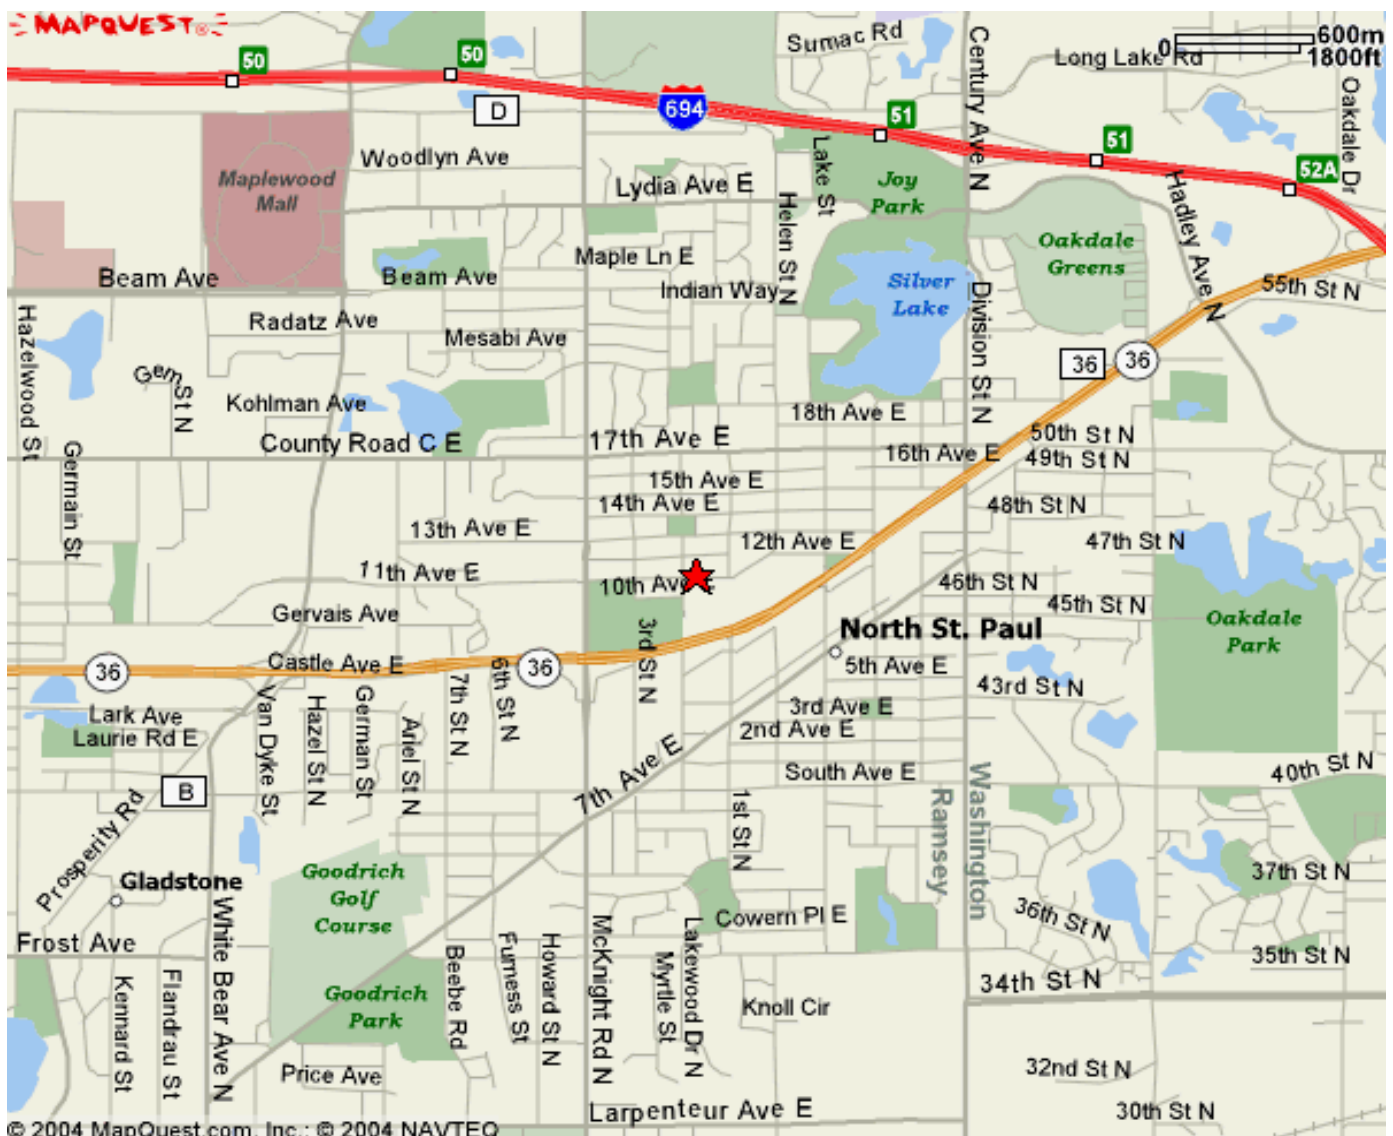 MAPQUEST®
50
50
Sumac Rd
Century Ave N
600m
0
1800ft
Long Lake Rd
Oakdale Dr
D
694
51
51
52A
Woodlyn Ave
Lake St
Maplewood
Mall
Lydia Ave E
Joy
Park
Hadley Ave N
Helen St N
Oakdale
Greens
Maple Ln E
Beam Ave
Beam Ave
Indian Way
Silver
Lake
Division St N
55th St N
Hazelwood St
Radatz Ave
Mesabi Ave
36
36
Gem St N
Kohlman Ave
18th Ave E
County Road C E
17th Ave E
16th Ave E
50th St N
49th St N
Germain St
15th Ave E
14th Ave E
48th St N
13th Ave E
12th Ave E
47th St N
11th Ave E
10th Ave E
46th St N
45th St N
Gervais Ave
Oakdale
Park
3rd St N
North St. Paul
36
Castle Ave E
36
5th Ave E
6th St N
7th St N
43rd St N
Van Dyke St
Hazel St N
German St
Ariel St N
Lark Ave
Laurie Rd E
3rd Ave E
2nd Ave E
7th Ave E
South Ave E
40th St N
B
1st St N
Ramsey
Washington
Prosperity Rd
Gladstone
Goodrich
Golf
Course
37th St N
36th St N
Cowern Pl E
Frost Ave
White Bear Ave N
McKnight Rd N
Lakewood Dr N
Myrtle St
Howard St N
Furness St
Beebe Rd
35th St N
34th St N
Kennard St
Flandrau St
Goodrich
Park
Knoll Cir
Price Ave
32nd St N
Larpenteur Ave E
30th St N
© 2004 MapQuest.com, Inc.; © 2004 NAVTEQ